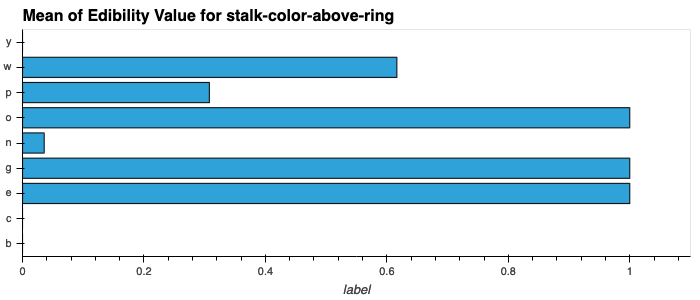 Mean of Edibility Value for stalk-color-above-ring
y
w
p
o
n
g
e
c
b
0 0.2 0.4 0.6 0.8 1
label